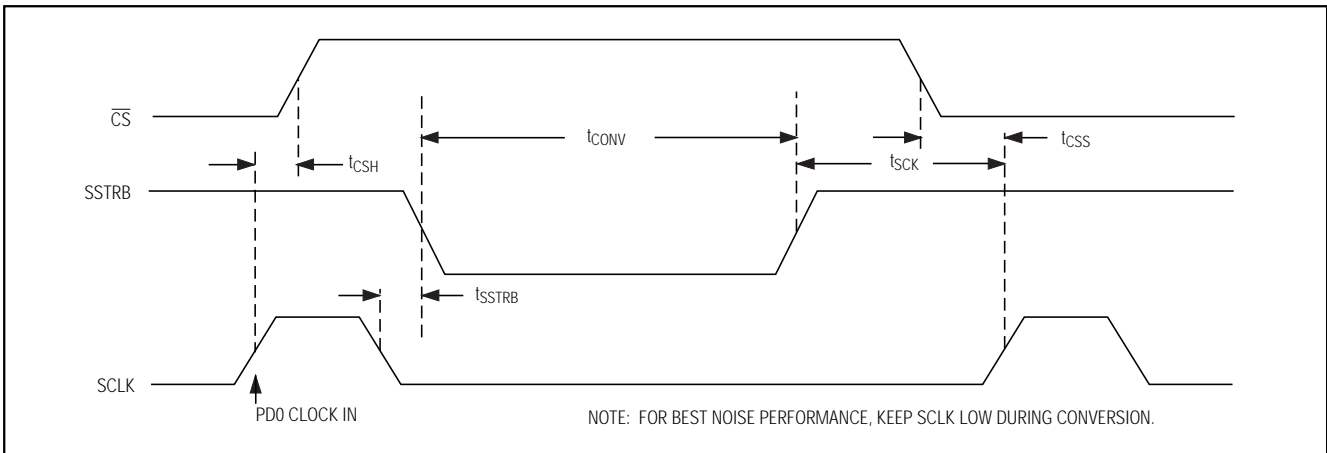 CS
tCONV
tCSS
tCSH
tSCK
SSTRB
tSSTRB
SCLK
PD0 CLOCK IN
NOTE: FOR BEST NOISE PERFORMANCE, KEEP SCLK LOW DURING CONVERSION.